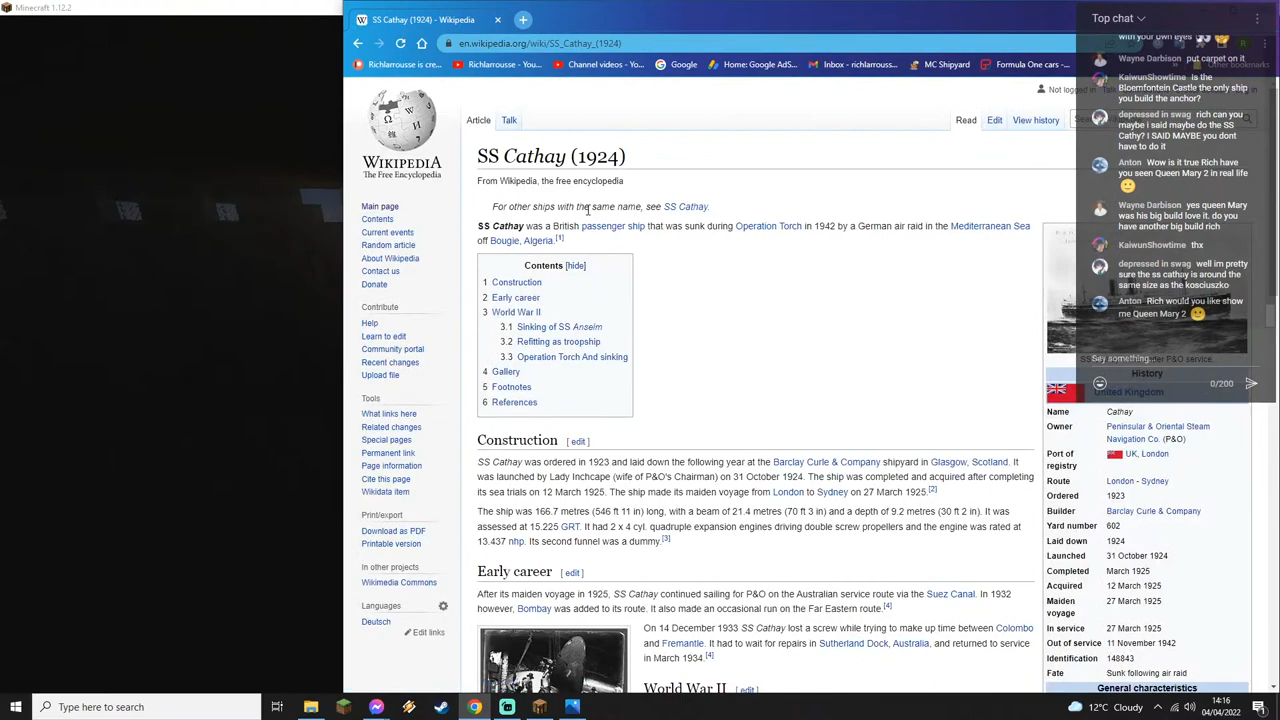 Minecraft 1.12.2
SS Cathay (1924) - Wikipedia
en.wikipedia.org/wiki/SS_Cathay_(1924)
Richlarrousse is cre...
YouTube
Richlarrousse - Yo...
Channel videos - Yo...
Google
Home: Google AdS...
Inbox - richlarrouss...
MC Shipyard
Formula One cars -...
Other bookmarks
WIKIPEDIA
The Free Encyclopedia
Main page
Contents
Current events
Random article
About Wikipedia
Contact us
Donate
Contribute
Help
Learn to edit
Community portal
Recent changes
Upload file
Tools
What links here
Related changes
Special pages
Permanent link
Page information
Cite this page
Wikidata item
Print/export
Download as PDF
Printable version
In other projects
Wikimedia Commons
Languages
Deutsch
Edit links
Not logged in
Article
Talk
Read
Edit
View history
SS Cathay (1924)
From Wikipedia, the free encyclopedia
For other ships with the same name, see SS Cathay.
SS Cathay was a British passenger ship that was sunk during Operation Torch in 1942 by a German air raid in the Mediterranean Sea
off Bougie, Algeria.[1]
Contents [hide]
1 Construction
2 Early career
3 World War II
3.1 Sinking of SS Anselm
3.2 Refitting as troopship
3.3 Operation Torch And sinking
4 Gallery
5 Footnotes
6 References
Construction [ edit ]
SS Cathay was ordered in 1923 and laid down the following year at the Barclay Curle & Company shipyard in Glasgow, Scotland. It
was launched by Lady Inchcape (wife of P&O's Chairman) on 31 October 1924. The ship was completed and acquired after completing
its sea trials on 12 March 1925. The ship made its maiden voyage from London to Sydney on 27 March 1925.[2]
The ship was 166.7 metres (546 ft 11 in) long, with a beam of 21.4 metres (70 ft 3 in) and a depth of 9.2 metres (30 ft 2 in). It was
assessed at 15.225 GRT. It had 2 x 4 cyl. quadruple expansion engines driving double screw propellers and the engine was rated at
13.437 nhp. Its second funnel was a dummy.[3]
Early career [ edit ]
After its maiden voyage in 1925, SS Cathay continued sailing for P&O on the Australian service route via the Suez Canal. In 1932
however, Bombay was added to its route. It also made an occasional run on the Far Eastern route.[4]
On 14 December 1933 SS Cathay lost a screw while trying to make up time between Colombo
and Fremantle. It had to wait for repairs in Sutherland Dock, Australia, and returned to service
in March 1934.[4]
World War II [ edit ]
Top chat
with your own eyes
Wayne Darbison put carpet on it
KaiwunShowtime Is the
Bloemfontein Castle the only ship
you build the anchor?
depressed in swag rich can you
maybe i said maybe do the SS
Cathy? I SAID MAYBE you dont
have to do it
Anton Wow is it true Rich have
you seen Queen Mary 2 in real life
Wayne Darbison yes queen Mary
was his big build love it. do you
have another big build rich
KaiwunShowtime thx
depressed in swag well im pretty
sure the ss cathay is around the
same size as the kosciuszko
Anton Rich would you like show
me Queen Mary 2
Say something...
0/200
History
United Kingdom
Name Cathay
Owner Peninsular & Oriental Steam
Navigation Co. (P&O)
Port of registry UK, London
Route London - Sydney
Ordered 1923
Builder Barclay Curle & Company
Yard number 602
Laid down 1924
Launched 31 October 1924
Completed March 1925
Acquired 12 March 1925
Maiden voyage 27 March 1925
In service 27 March 1925
Out of service 11 November 1942
Identification 148843
Fate Sunk following air raid
General characteristics
Type here to search
12°C Cloudy
14:16
04/04/2022